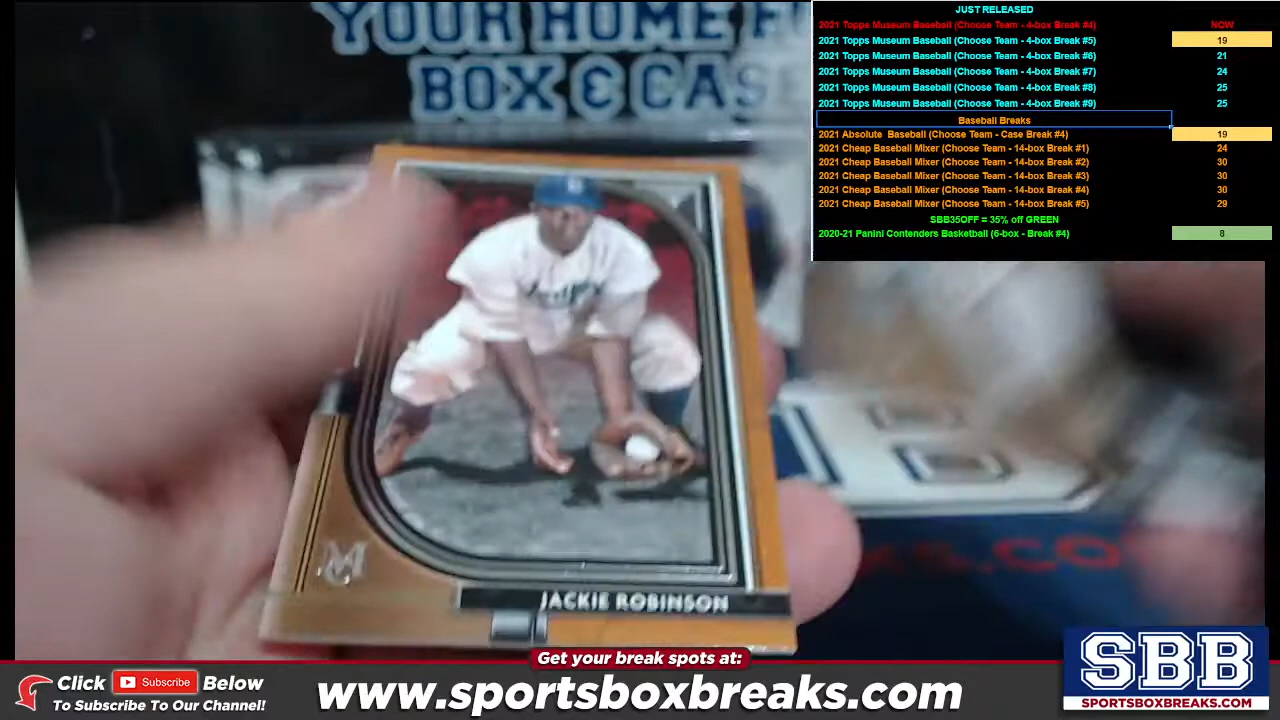 YOUR HOME F
BOX & CAS
JUST RELEASED
2021 Topps Museum Baseball (Choose Team - 4-box Break #4) NOW
2021 Topps Museum Baseball (Choose Team - 4-box Break #5) 19
2021 Topps Museum Baseball (Choose Team - 4-box Break #6) 21
2021 Topps Museum Baseball (Choose Team - 4-box Break #7) 24
2021 Topps Museum Baseball (Choose Team - 4-box Break #8) 25
2021 Topps Museum Baseball (Choose Team - 4-box Break #9) 25
Baseball Breaks
2021 Absolute Baseball (Choose Team - Case Break #4) 19
2021 Cheap Baseball Mixer (Choose Team - 14-box Break #1) 24
2021 Cheap Baseball Mixer (Choose Team - 14-box Break #2) 30
2021 Cheap Baseball Mixer (Choose Team - 14-box Break #3) 30
2021 Cheap Baseball Mixer (Choose Team - 14-box Break #4) 30
2021 Cheap Baseball Mixer (Choose Team - 14-box Break #5) 29
SBB35OFF = 35% off GREEN
2020-21 Panini Contenders Basketball (6-box - Break #4) 8
JACKIE ROBINSON
Get your break spots at:
Click Subscribe Below
To Subscribe To Our Channel!
www.sportsboxbreaks.com
SBB
SPORTSBOXBREAKS.COM